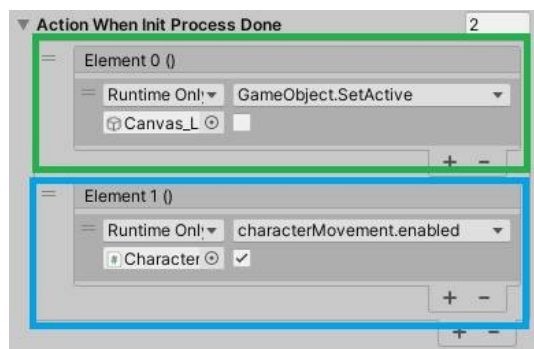 Action When Init Process Done 2
Element 0 ()
Runtime Onl GameObject.SetActive
Canvas_L
+ -
Element 1 ()
Runtime Onl characterMovement.enabled
# Character
+ -
+ -